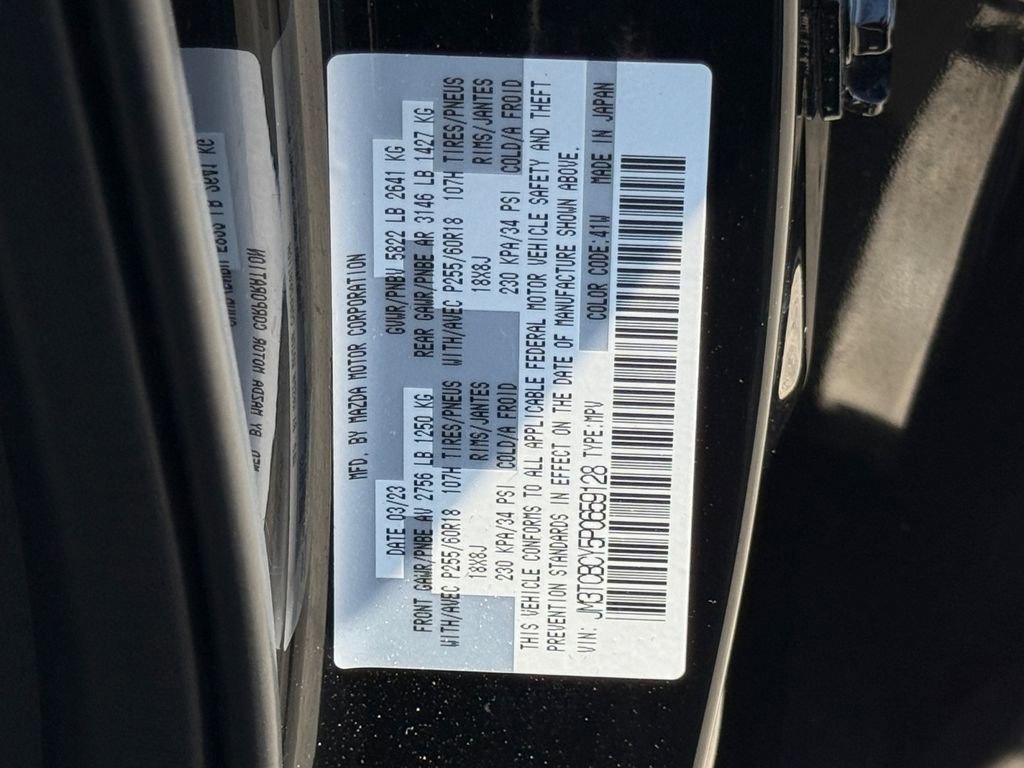 MFD. BY MAZDA MOTOR CORPORATION
DATE 03/23 GVWR/PNBV 5822 LB 2641 KG
FRONT GAWR/PNBE AV 2756 LB 1250 KG REAR GAWR/PNBE AR 3146 LB 1427 KG
WITH/AVEC P255/60R18 107H TIRES/PNEUS WITH/AVEC P255/60R18 107H TIRES/PNEUS
18X8J RIMS/JANTES 18X8J RIMS/JANTES
230 KPA/34 PSI COLD/A FROID 230 KPA/34 PSI COLD/A FROID
THIS VEHICLE CONFORMS TO ALL APPLICABLE FEDERAL MOTOR VEHICLE SAFETY AND THEFT
PREVENTION STANDARDS IN EFFECT ON THE DATE OF MANUFACTURE SHOWN ABOVE.
VIN. JM3TCBCY5P0659128 TYPE:MPV COLOR CODE:41W MADE IN JAPAN